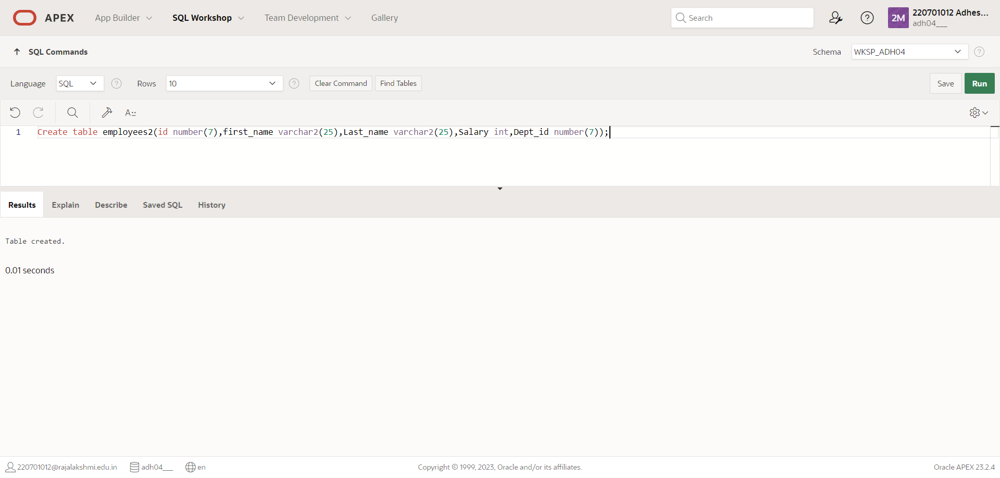 APEX App Builder SQL Workshop Team Development Gallery Search 2M 220701012 Adhes...
adh04___
SQL Commands Schema WKSP_ADH04 ?
Language SQL ? Rows 10 ? Clear Command Find Tables Save Run
A::
1 Create table employees2(id number(7),first_name varchar2(25),Last_name varchar2(25),Salary int,Dept_id number(7));
Results Explain Describe Saved SQL History
Table created.
0.01 seconds
220701012@rajalakshmi.edu.in adh04___ en Copyright © 1999, 2023, Oracle and/or its affiliates. Oracle APEX 23.2.4